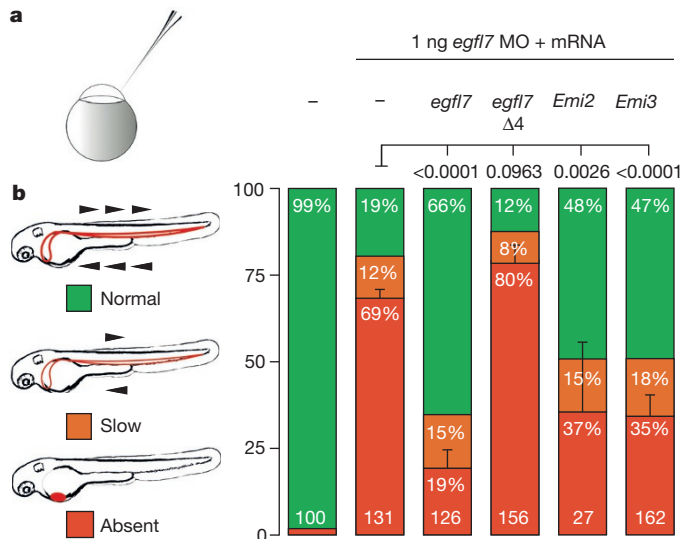 a
1 ng egfl7 MO + mRNA
– – egfl7 egfl7 Emi2 Emi3
Δ4
<0.0001 0.0963 0.0026 <0.0001
b
100
75
50
25
0
99% 19% 66% 12% 48% 47%
12% 15% 8% 15% 18%
69% 19% 80% 37% 35%
100 131 126 156 27 162
Normal
Slow
Absent